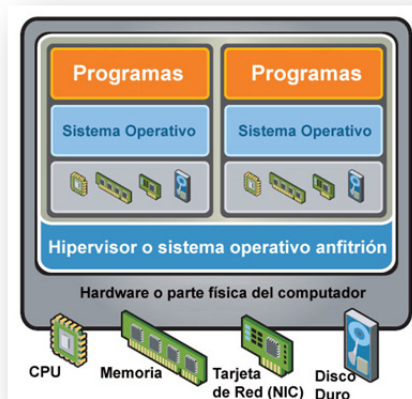 Programas
Programas
Sistema Operativo
Sistema Operativo
Hipervisor o sistema operativo anfitrión
Hardware o parte física del computador
CPU
Memoria
Tarjeta
de Red (NIC)
Disco
Duro